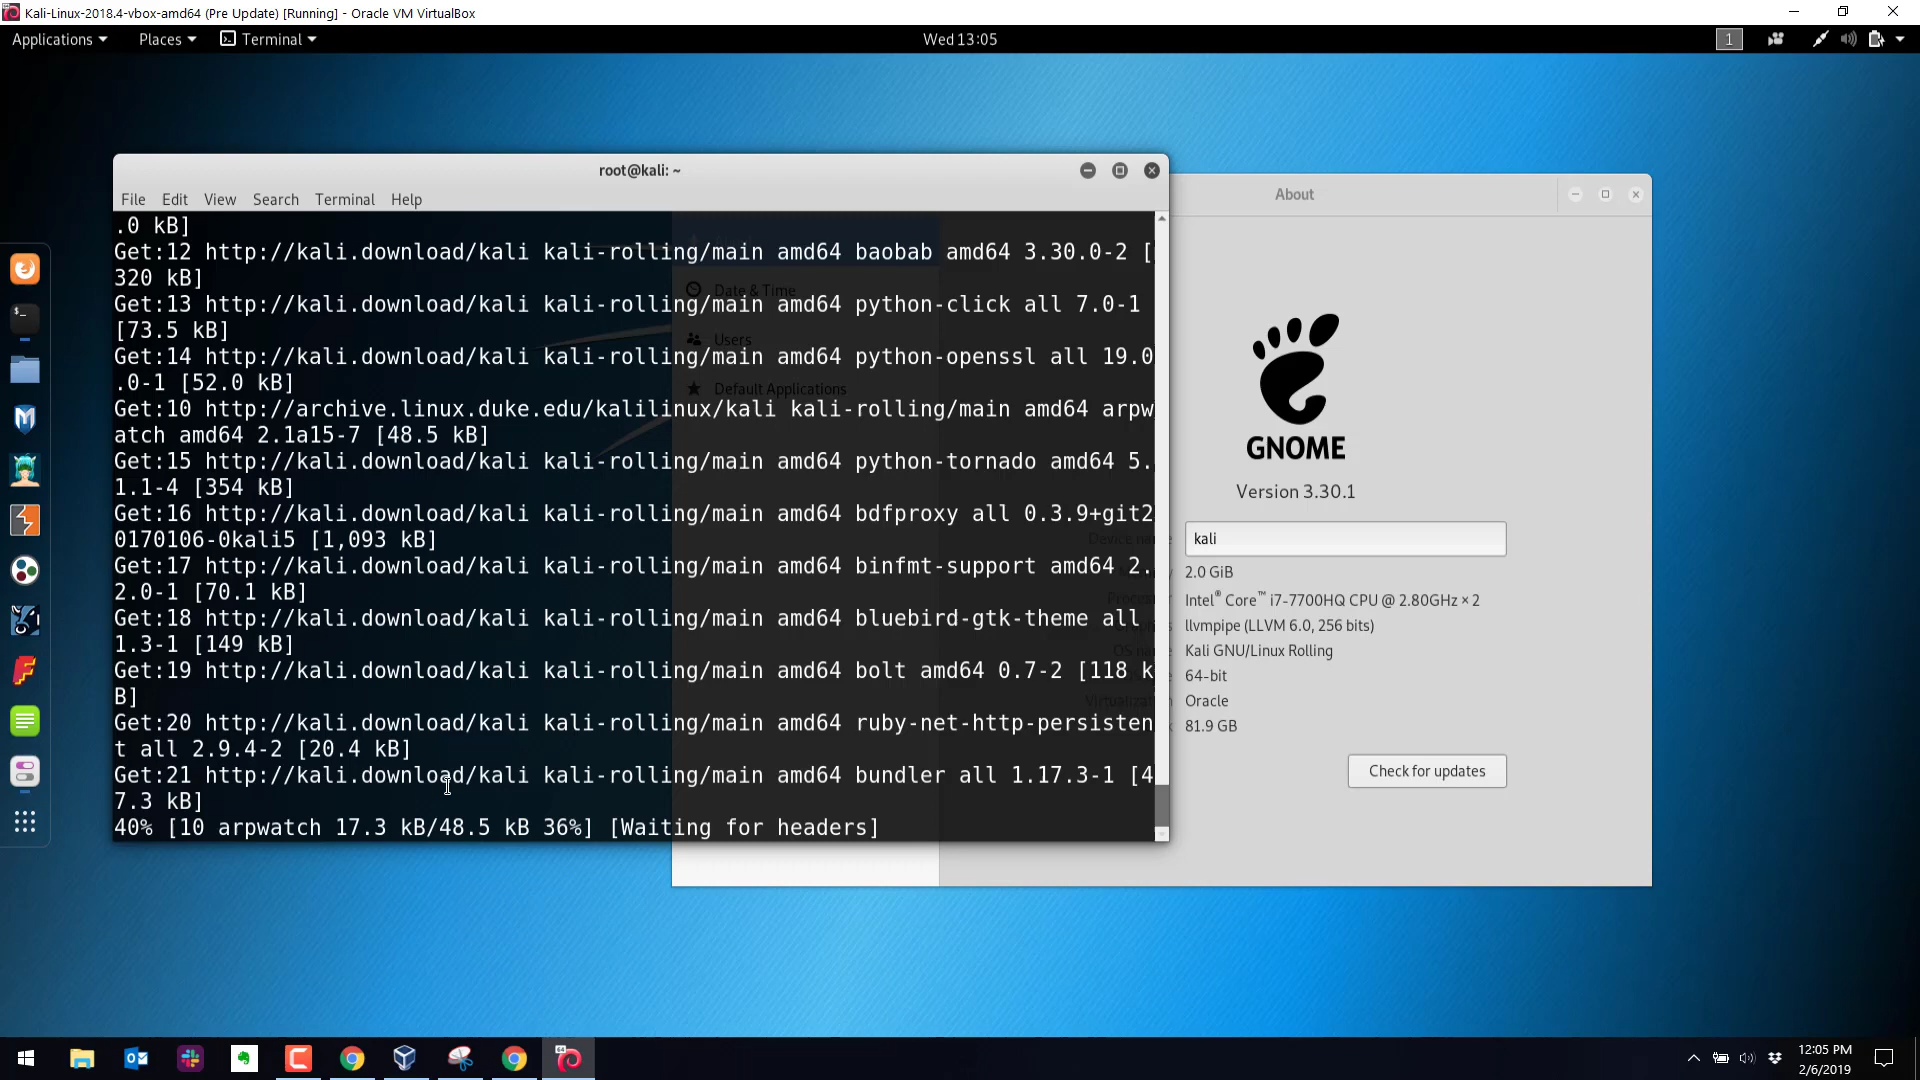 Kali-Linux-2018.4-vbox-amd64 (Pre Update) [Running] - Oracle VM VirtualBox
Applications Places Terminal Wed 13:05 1
root@kali: ~
File Edit View Search Terminal Help
.0 kB]
Get:12 http://kali.download/kali kali-rolling/main amd64 baobab amd64 3.30.0-2 [
320 kB]
Get:13 http://kali.download/kali kali-rolling/main amd64 python-click all 7.0-1
[73.5 kB]
Get:14 http://kali.download/kali kali-rolling/main amd64 python-openssl all 19.0
.0-1 [52.0 kB]
Get:10 http://archive.linux.duke.edu/kalilinux/kali kali-rolling/main amd64 arpw
atch amd64 2.1a15-7 [48.5 kB]
Get:15 http://kali.download/kali kali-rolling/main amd64 python-tornado amd64 5.
1.1-4 [354 kB]
Get:16 http://kali.download/kali kali-rolling/main amd64 bdfproxy all 0.3.9+git2
0170106-0kali5 [1,093 kB]
Get:17 http://kali.download/kali kali-rolling/main amd64 binfmt-support amd64 2.
2.0-1 [70.1 kB]
Get:18 http://kali.download/kali kali-rolling/main amd64 bluebird-gtk-theme all
1.3-1 [149 kB]
Get:19 http://kali.download/kali kali-rolling/main amd64 bolt amd64 0.7-2 [118 k
B]
Get:20 http://kali.download/kali kali-rolling/main amd64 ruby-net-http-persisten
t all 2.9.4-2 [20.4 kB]
Get:21 http://kali.download/kali kali-rolling/main amd64 bundler all 1.17.3-1 [4
7.3 kB]
40% [10 arpwatch 17.3 kB/48.5 kB 36%] [Waiting for headers]
Date & Time
Users
Default Applications
About
GNOME
Version 3.30.1
Device name kali
2.0 GiB
Intel® Core™ i7-7700HQ CPU @ 2.80GHz × 2
llvmpipe (LLVM 6.0, 256 bits)
OS name Kali GNU/Linux Rolling
64-bit
Oracle
81.9 GB
Check for updates
12:05 PM
2/6/2019